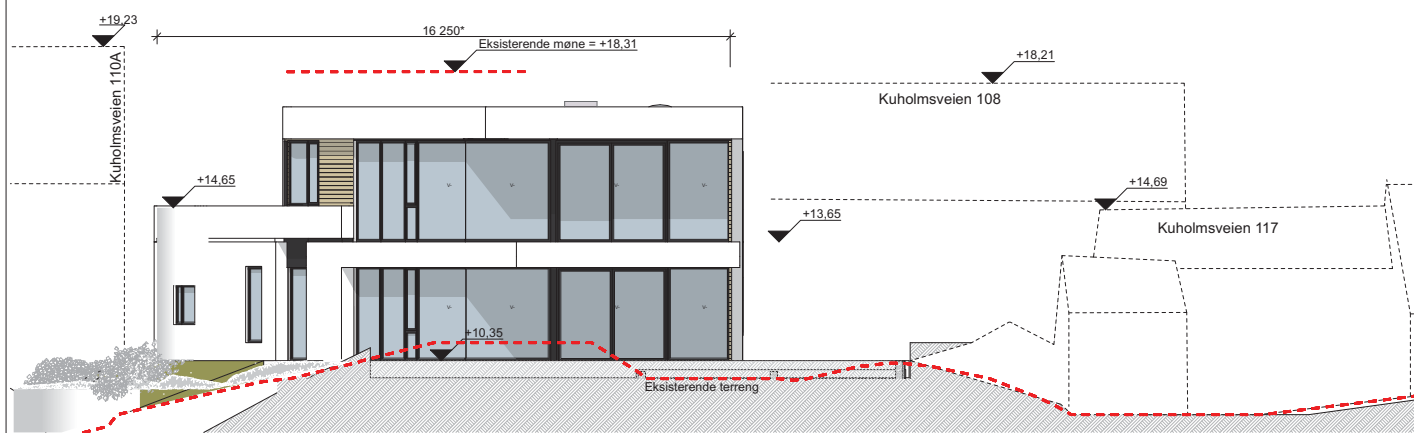 +19,23
16 250*
Eksisterende møne = +18,31
+18,21
Kuholmsveien 110A
Kuholmsveien 108
+14,65
+14,69
+13,65
Kuholmsveien 117
+10,35
Eksisterende terreng